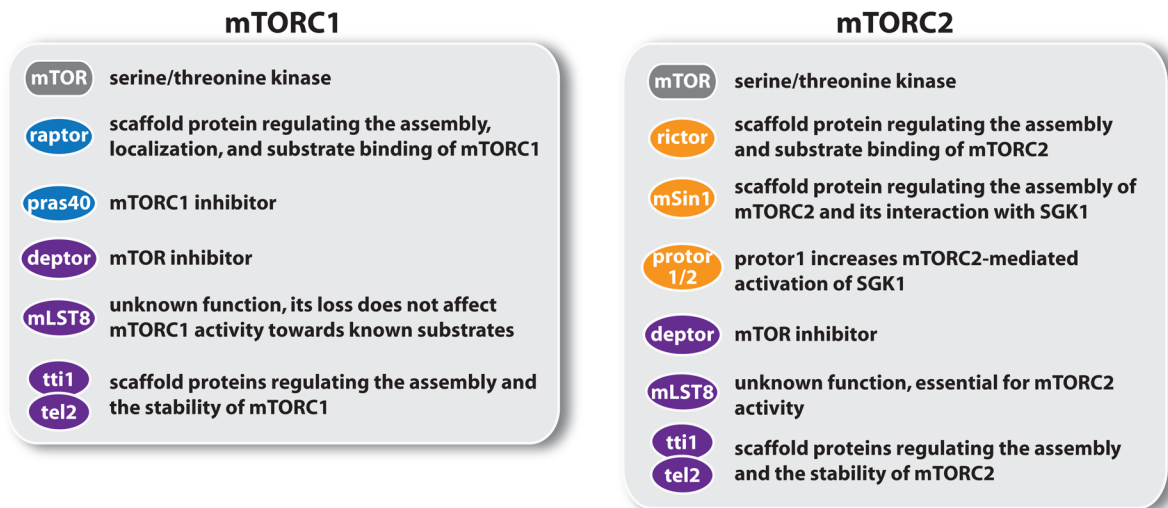 mTORC1
mTOR serine/threonine kinase
raptor scaffold protein regulating the assembly,
localization, and substrate binding of mTORC1
pras40 mTORC1 inhibitor
deptor mTOR inhibitor
mLST8 unknown function, its loss does not affect
mTORC1 activity towards known substrates
tti1
tel2
scaffold proteins regulating the assembly and
the stability of mTORC1
mTORC2
mTOR serine/threonine kinase
rictor scaffold protein regulating the assembly
and substrate binding of mTORC2
mSin1 scaffold protein regulating the assembly of
mTORC2 and its interaction with SGK1
protor
1/2
protor1 increases mTORC2-mediated
activation of SGK1
deptor mTOR inhibitor
mLST8 unknown function, essential for mTORC2
activity
tti1
tel2
scaffold proteins regulating the assembly
and the stability of mTORC2